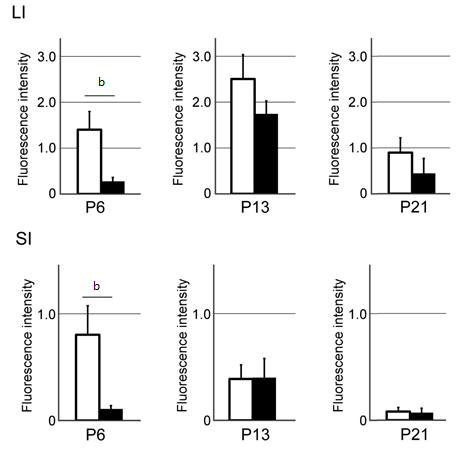 LI
Fluorescence intensity
3.0
2.0
1.0
0
b
P6
Fluorescence intensity
3.0
2.0
1.0
0
P13
Fluorescence intensity
3.0
2.0
1.0
0
P21
SI
Fluorescence intensity
1.0
0
b
P6
Fluorescence intensity
1.0
0
P13
Fluorescence intensity
1.0
0
P21